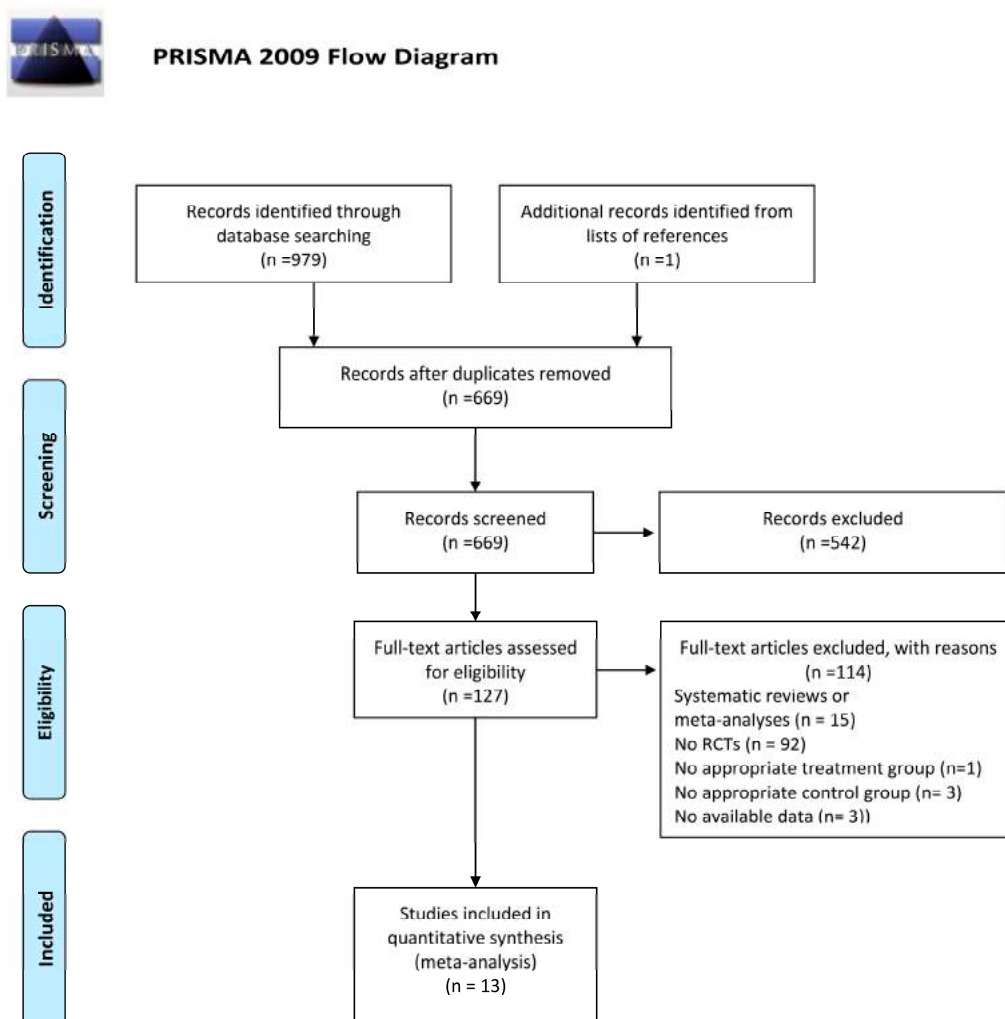 PRISMA
PRISMA 2009 Flow Diagram
Identification
Records identified through
database searching
(n =979)
Additional records identified from
lists of references
(n =1)
Records after duplicates removed
(n =669)
Screening
Records screened
(n =669)
Records excluded
(n =542)
Eligibility
Full-text articles assessed
for eligibility
(n =127)
Full-text articles excluded, with reasons
(n =114)
Systematic reviews or
meta-analyses (n = 15)
No RCTs (n = 92)
No appropriate treatment group (n=1)
No appropriate control group (n= 3)
No available data (n= 3))
Included
Studies included in
quantitative synthesis
(meta-analysis)
(n = 13)